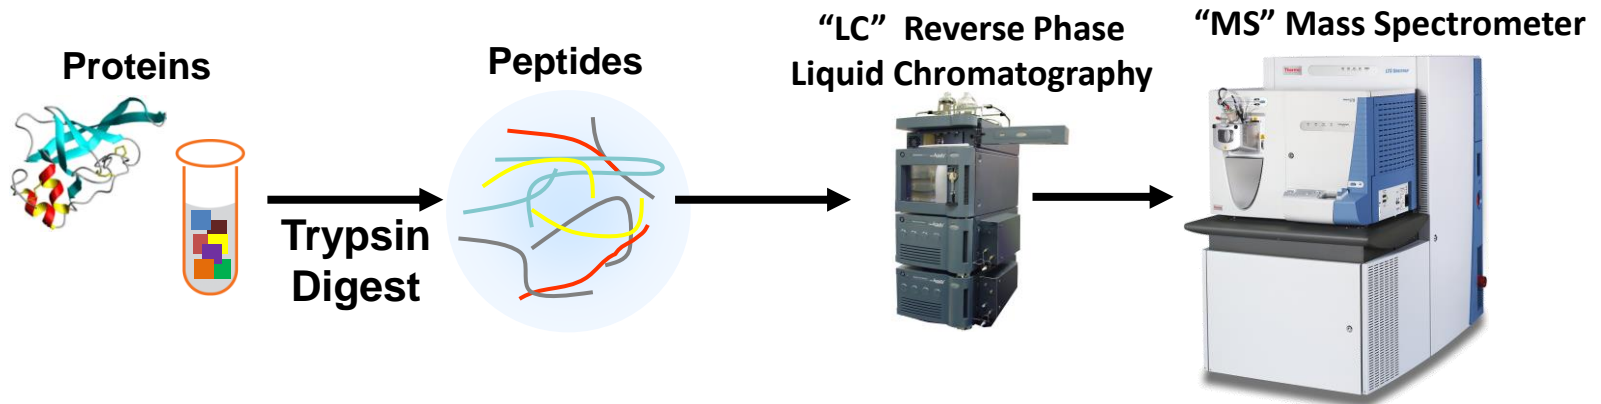 Proteins
Trypsin
Digest
Peptides
“LC” Reverse Phase
Liquid Chromatography
“MS” Mass Spectrometer